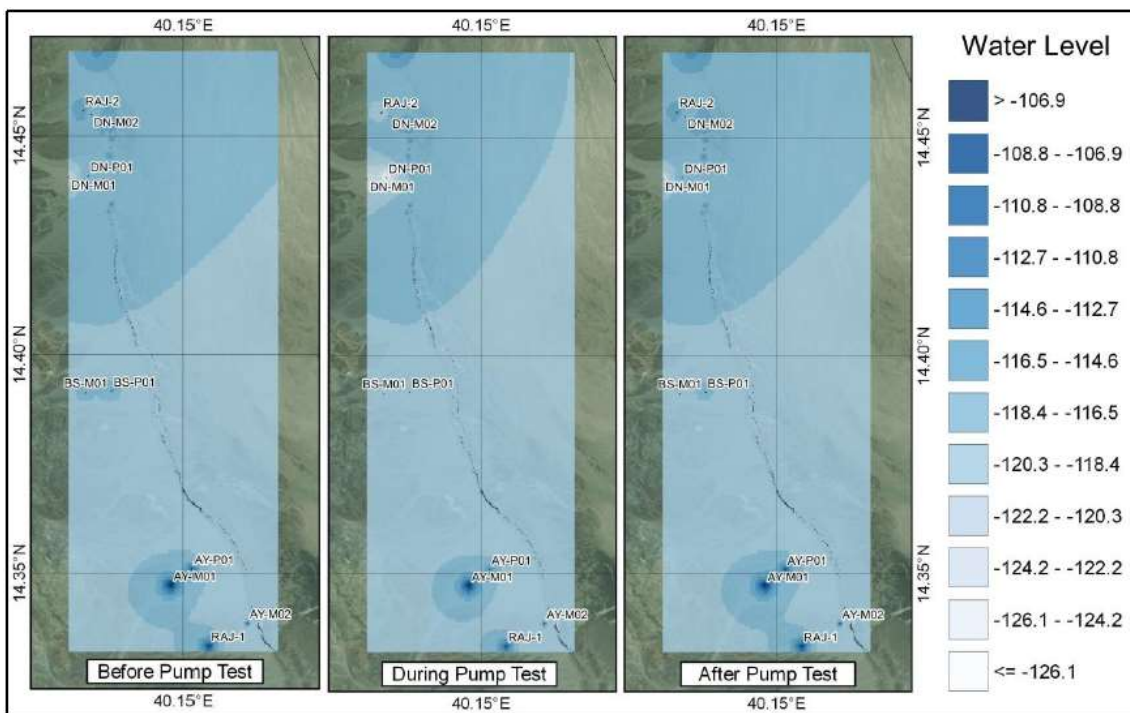 40.15°E
40.15°E
40.15°E
Water Level
14.45°N
14.40°N
14.35°N
RAJ-2
DN-M02
DN-P01
DN-M01
BS-M01
BS-P01
AY-P01
AY-M01
AY-M02
RAJ-1
Before Pump Test
40.15°E
RAJ-2
DN-M02
DN-P01
DN-M01
BS-M01
BS-P01
AY-P01
AY-M01
AY-M02
RAJ-1
During Pump Test
40.15°E
RAJ-2
DN-M02
DN-P01
DN-M01
BS-M01
BS-P01
AY-P01
AY-M01
AY-M02
RAJ-1
After Pump Test
40.15°E
14.45°N
14.40°N
14.35°N
> -106.9
-108.8 - -106.9
-110.8 - -108.8
-112.7 - -110.8
-114.6 - -112.7
-116.5 - -114.6
-118.4 - -116.5
-120.3 - -118.4
-122.2 - -120.3
-124.2 - -122.2
-126.1 - -124.2
<= -126.1